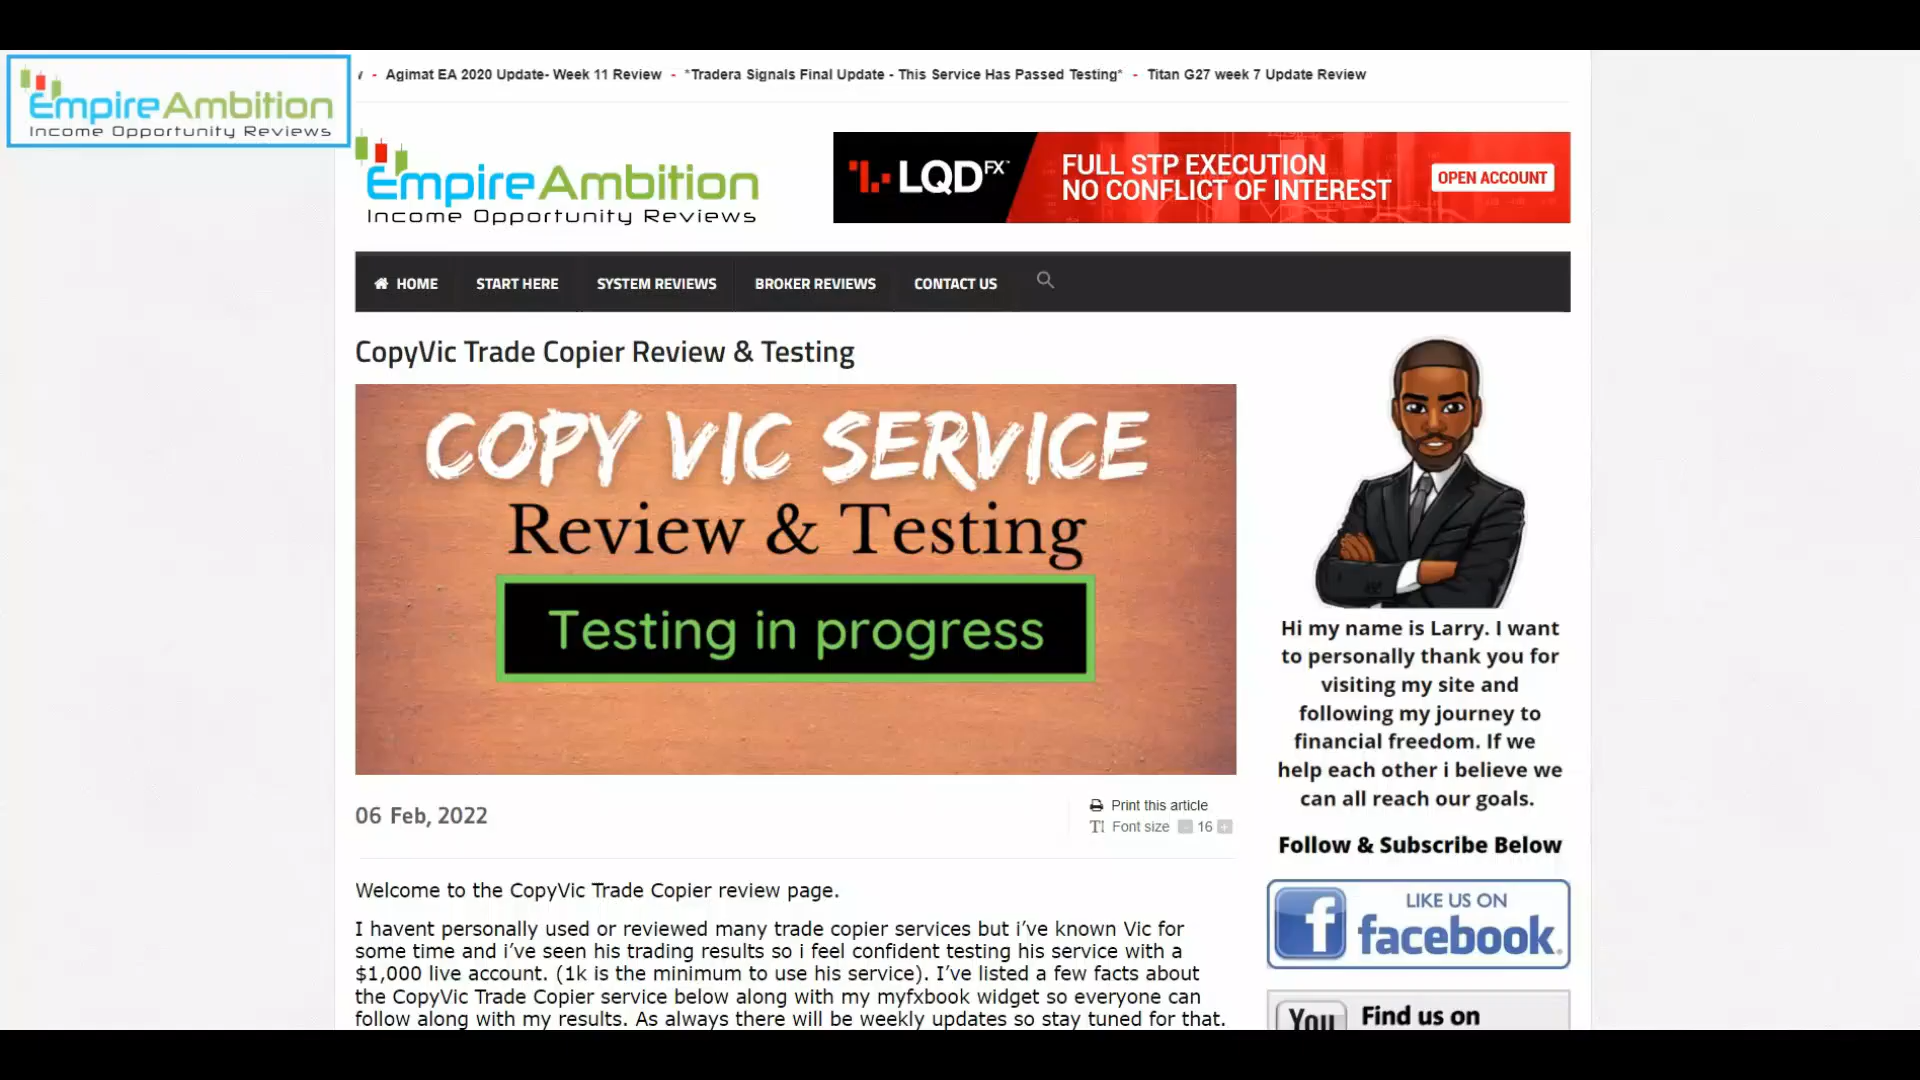 Agimat EA 2020 Update- Week 11 Review - *Tradera Signals Final Update - This Service Has Passed Testing* - Titan G27 week 7 Update Review
EmpireAmbition
Income Opportunity Reviews
EmpireAmbition
Income Opportunity Reviews
LQDFX™
FULL STP EXECUTION
NO CONFLICT OF INTEREST
OPEN ACCOUNT
HOME START HERE SYSTEM REVIEWS BROKER REVIEWS CONTACT US
CopyVic Trade Copier Review & Testing
COPY VIC SERVICE
Review & Testing
Testing in progress
06 Feb, 2022
Print this article
T! Font size - 16 +
Welcome to the CopyVic Trade Copier review page.
I havent personally used or reviewed many trade copier services but i've known Vic for
some time and i've seen his trading results so i feel confident testing his service with a
$1,000 live account. (1k is the minimum to use his service). I've listed a few facts about
the CopyVic Trade Copier service below along with my myfxbook widget so everyone can
follow along with my results. As always there will be weekly updates so stay tuned for that.
Hi my name is Larry. I want
to personally thank you for
visiting my site and
following my journey to
financial freedom. If we
help each other i believe we
can all reach our goals.
Follow & Subscribe Below
LIKE US ON
facebook.
You
Find us on